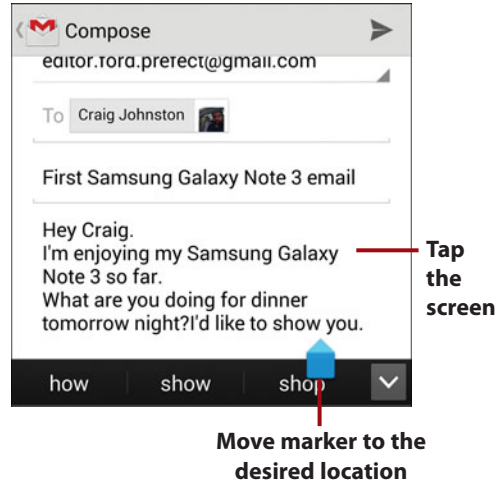 Compose
editor.ford.prefect@gmail.com
To Craig Johnston
First Samsung Galaxy Note 3 email
Hey Craig.
I'm enjoying my Samsung Galaxy
Note 3 so far.
What are you doing for dinner
tomorrow night?I'd like to show you.
Tap
the
screen
how show shop
Move marker to the
desired location